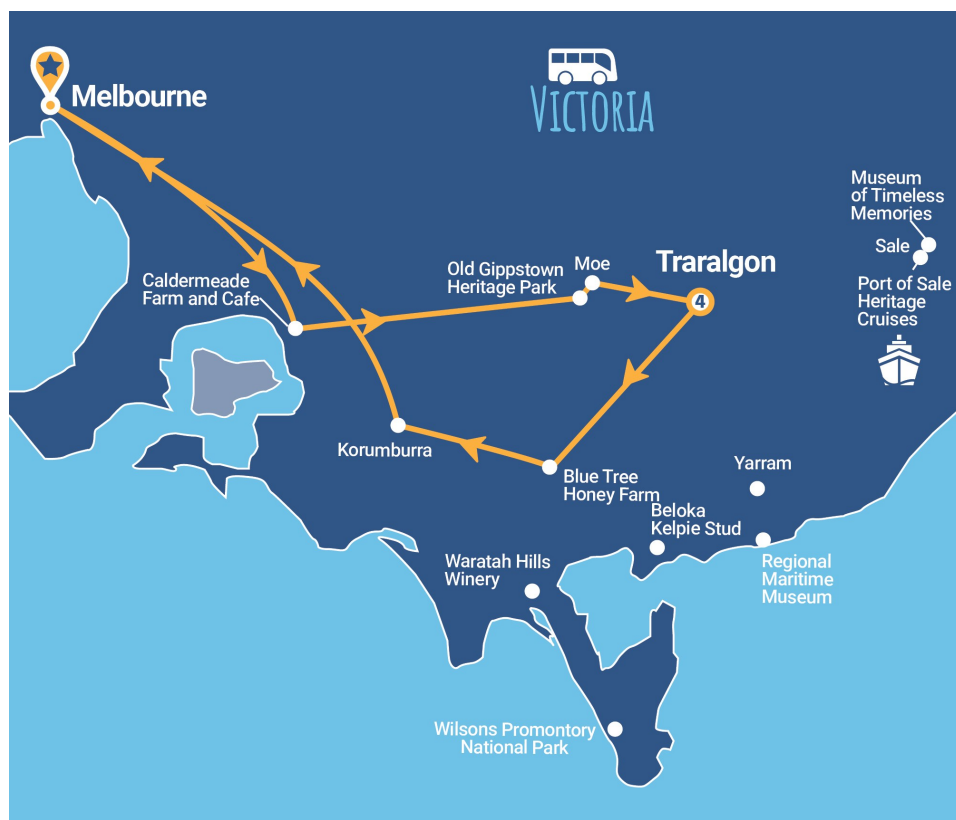 Melbourne
VICTORIA
Museum
of Timeless
Memories
Sale
Port of Sale
Heritage
Cruises
Traralgon
4
Moe
Old Gippstown
Heritage Park
Caldermeade
Farm and Cafe
Korumburra
Blue Tree
Honey Farm
Yarram
Beloka
Kelpie Stud
Regional
Maritime
Museum
Waratah Hills
Winery
Wilsons Promontory
National Park